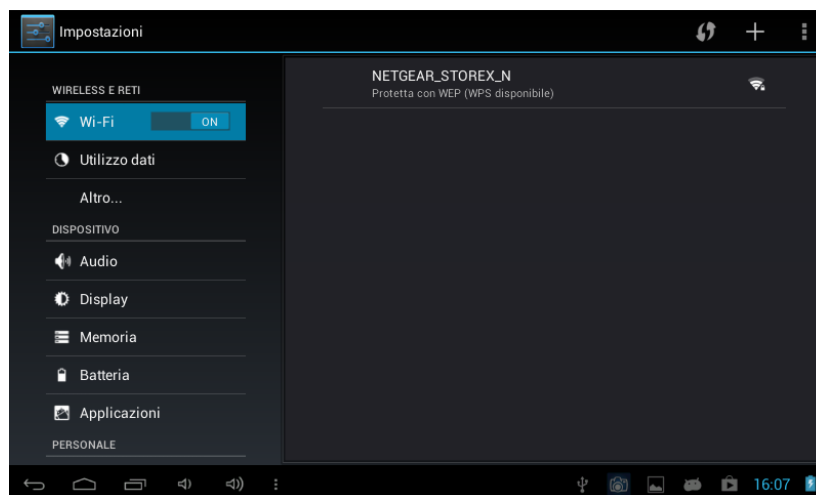 Impostazioni
WIRELESS E RETI
Wi-Fi ON
Utilizzo dati
Altro...
DISPOSITIVO
Audio
Display
Memoria
Batteria
Applicazioni
PERSONALE
NETGEAR_STOREX_N
Protetta con WEP (WPS disponibile)
16:07